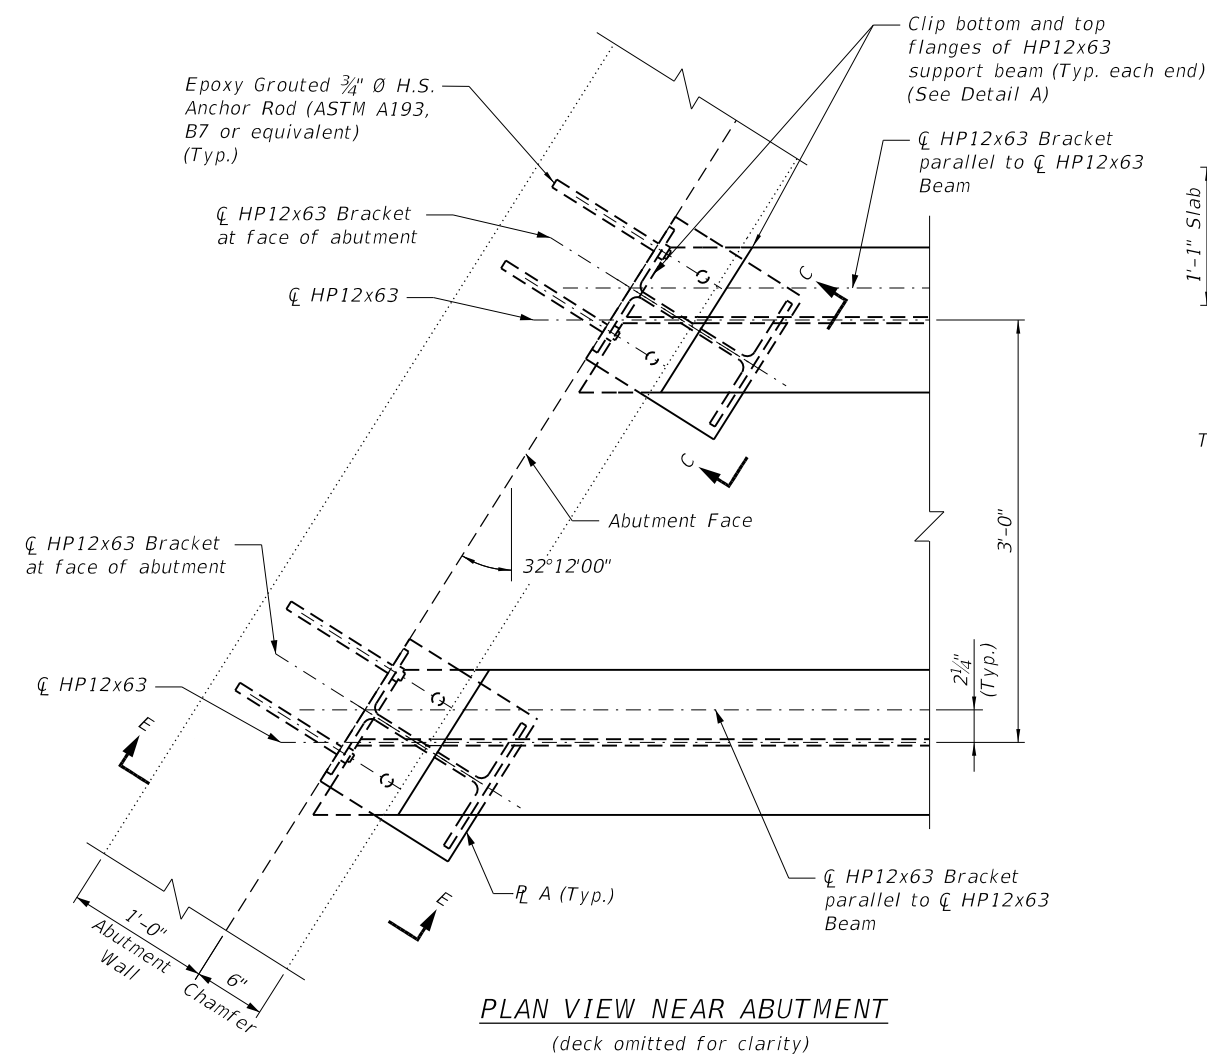 Clip bottom and top
flanges of HP12x63
support beam (Typ. each end)
(See Detail A)
Epoxy Grouted ¾" Ø H.S.
Anchor Rod (ASTM A193,
B7 or equivalent)
(Typ.)
℄ HP12x63 Bracket
parallel to ℄ HP12x63
Beam
1'-1" Slab
℄ HP12x63 Bracket
at face of abutment
C
℄ HP12x63
T
C
Abutment Face
3'-0"
℄ HP12x63 Bracket
at face of abutment
32°12'00"
2¼"
(Typ.)
℄ HP12x63
E
℄ HP12x63 Bracket
parallel to ℄ HP12x63
Beam
℞ A (Typ.)
E
1'-0"
Abutment
Wall
6"
Chamfer
PLAN VIEW NEAR ABUTMENT
(deck omitted for clarity)